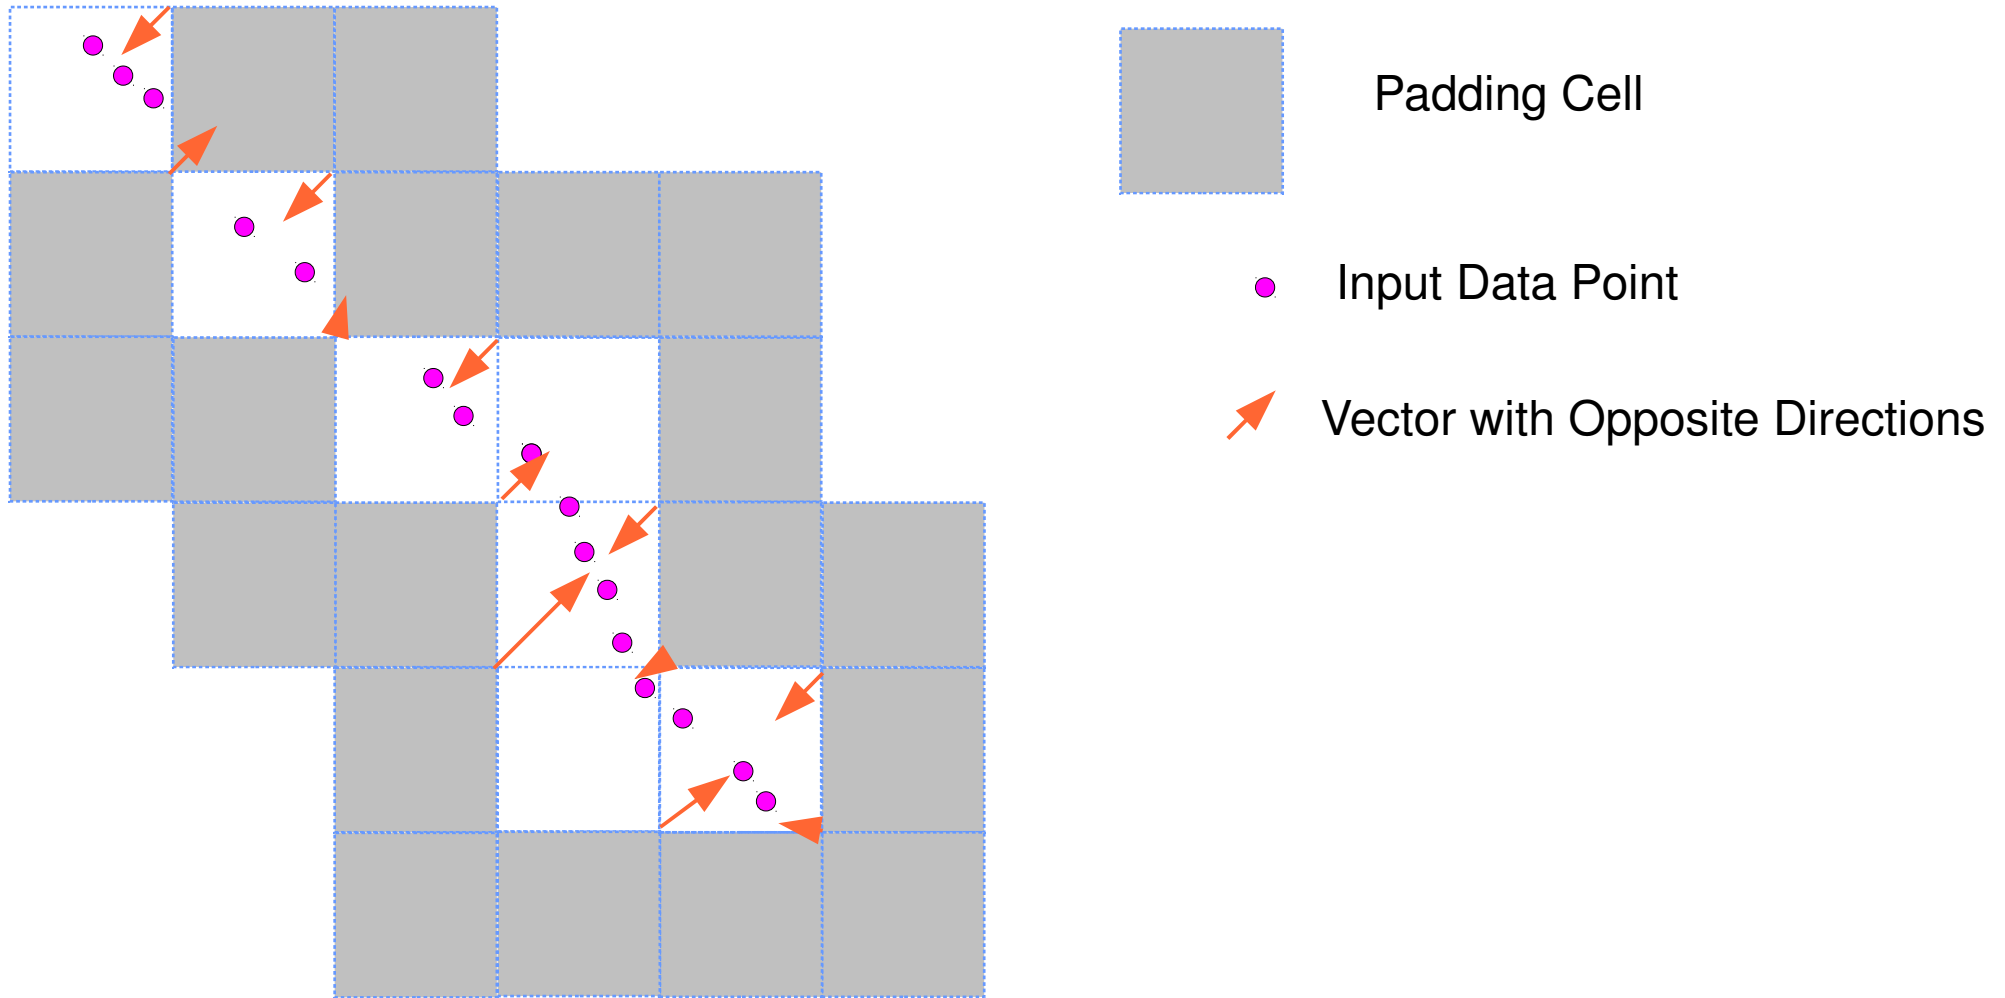 Padding Cell
Input Data Point
Vector with Opposite Directions